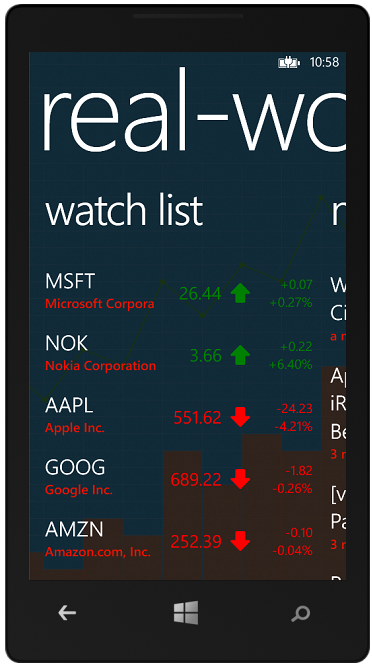 10:58
real-wo
watch list
MSFT
Microsoft Corpora
26.44
+0.07
+0.27%
NOK
Nokia Corporation
3.66
+0.22
+6.40%
AAPL
Apple Inc.
551.62
-24.23
-4.21%
GOOG
Google Inc.
689.22
-1.82
-0.26%
AMZN
Amazon.com, Inc.
252.39
-0.10
-0.04%
Ci
a
Ap
iR
Be
3
[v
Pa
3